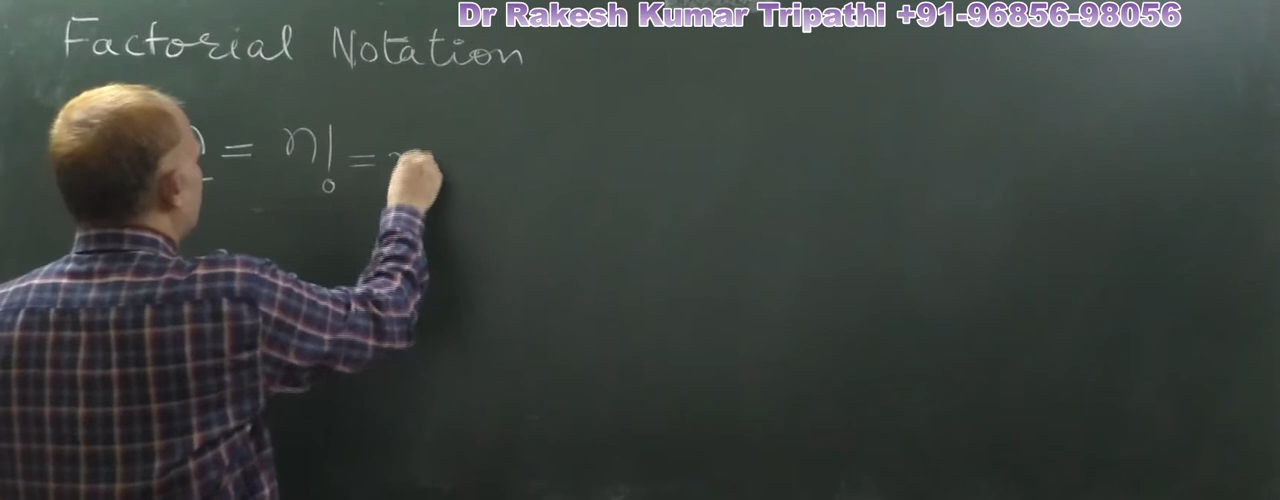 Dr Rakesh Kumar Tripathi +91-96856-98056
Factorial Notation
= n! =